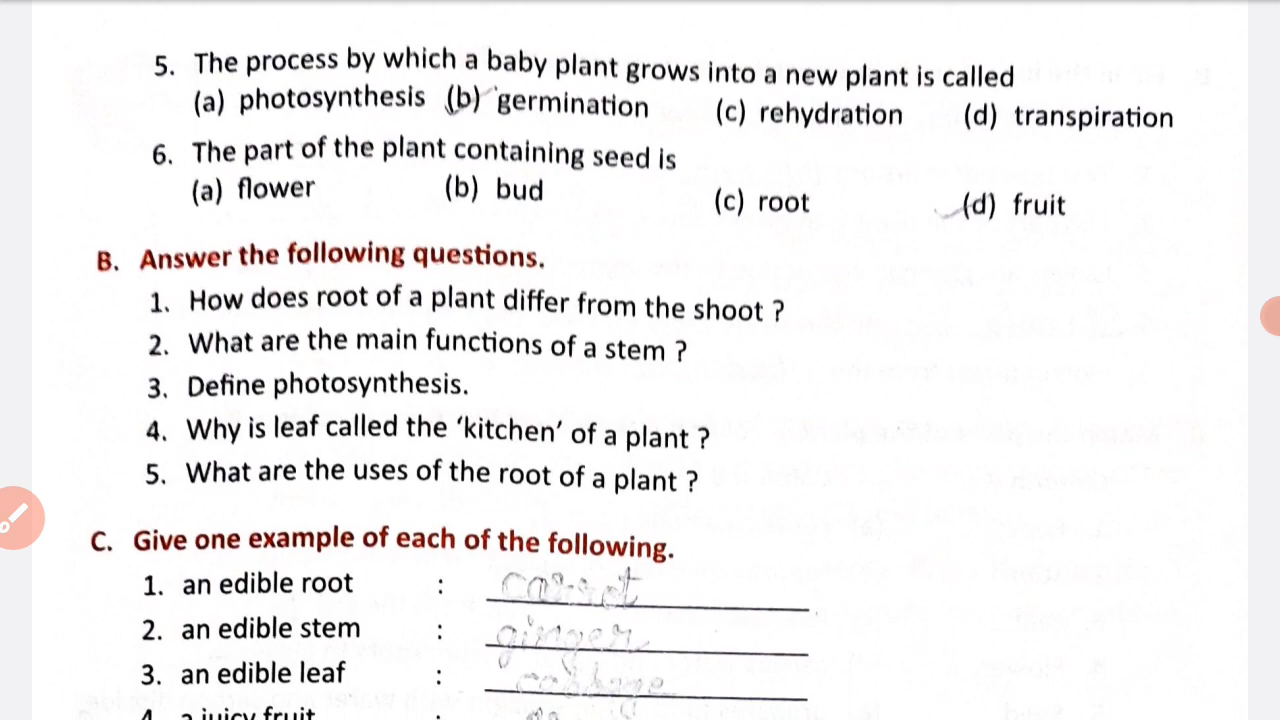 5. The process by which a baby plant grows into a new plant is called
(a) photosynthesis (b) germination (c) rehydration (d) transpiration
6. The part of the plant containing seed is
(a) flower (b) bud (c) root (d) fruit
B. Answer the following questions.
1. How does root of a plant differ from the shoot ?
2. What are the main functions of a stem ?
3. Define photosynthesis.
4. Why is leaf called the ‘kitchen’ of a plant ?
5. What are the uses of the root of a plant ?
C. Give one example of each of the following.
1. an edible root : carrot
2. an edible stem : ginger
3. an edible leaf : cabbage
4. a juicy fruit :